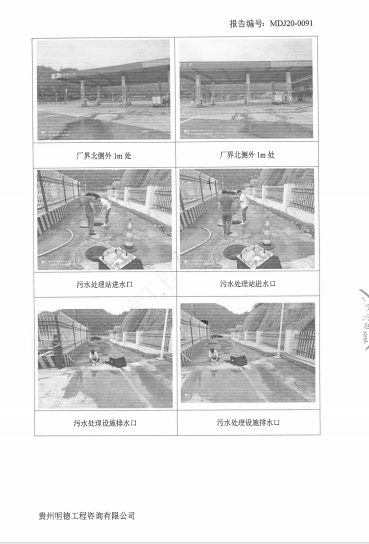 报告编号：MDJ20-0091
厂界北侧外 1m 处
厂界北侧外 1m 处
污水处理站进水口
污水处理站进水口
污水处理设施排水口
污水处理设施排水口
贵州明德工程咨询有限公司